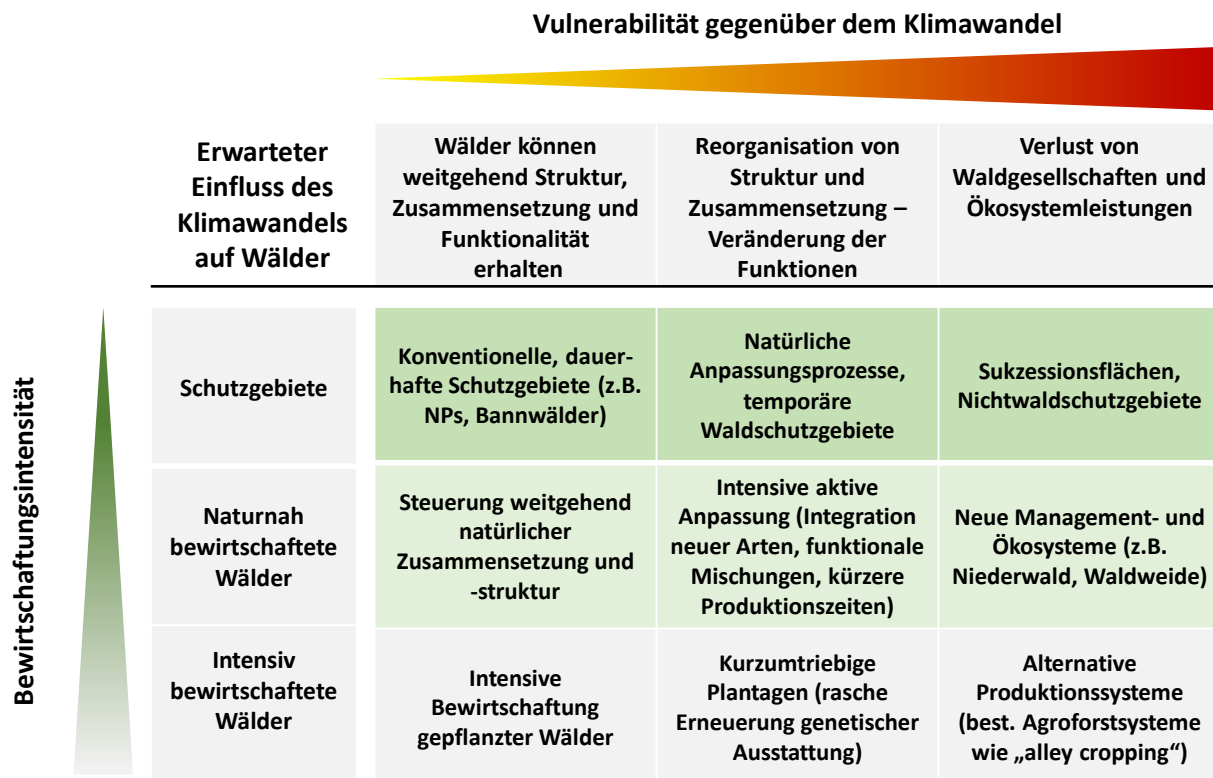 Vulnerabilität gegenüber dem Klimawandel
Erwarteter
Einfluss des
Klimawandels
auf Wälder
Wälder können
weitgehend Struktur,
Zusammensetzung und
Funktionalität
erhalten
Reorganisation von
Struktur und
Zusammensetzung –
Veränderung der
Funktionen
Verlust von
Waldgesellschaften und
Ökosystemleistungen
Bewirtschaftungsintensität
Schutzgebiete
Konventionelle, dauer-
hafte Schutzgebiete (z.B.
NPs, Bannwälder)
Natürliche
Anpassungsprozesse,
temporäre
Waldschutzgebiete
Sukzessionsflächen,
Nichtwaldschutzgebiete
Naturnah
bewirtschaftete
Wälder
Steuerung weitgehend
natürlicher
Zusammensetzung und
-struktur
Intensive aktive
Anpassung (Integration
neuer Arten, funktionale
Mischungen, kürzere
Produktionszeiten)
Neue Management- und
Ökosysteme (z.B.
Niederwald, Waldweide)
Intensiv
bewirtschaftete
Wälder
Intensive
Bewirtschaftung
gepflanzter Wälder
Kurzumtriebige
Plantagen (rasche
Erneuerung genetischer
Ausstattung)
Alternative
Produktionssysteme
(best. Agroforstsysteme
wie „alley cropping“)